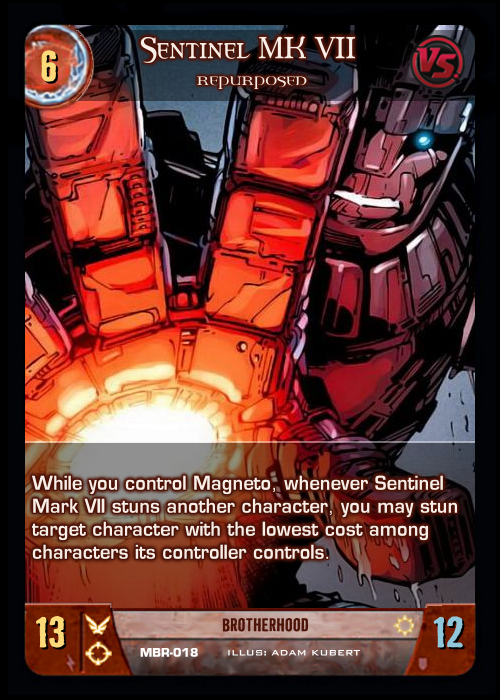 6
SENTINEL MK VII
REPURPOSED
VS
While you control Magneto, whenever Sentinel
Mark VII stuns another character, you may stun
target character with the lowest cost among
characters its controller controls.
13
BROTHERHOOD
12
MBR-018 ILLUS: ADAM KUBERT